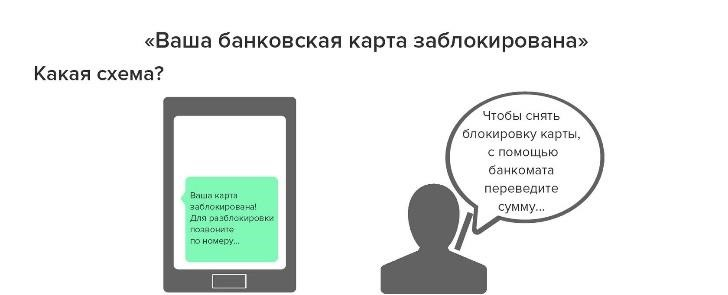 «Ваша банковская карта заблокирована»
Какая схема?
Ваша карта
заблокирована!
Для разблокировки
позвоните
по номеру...
Чтобы снять
блокировку карты,
с помощью
банкомата
переведите
сумму...